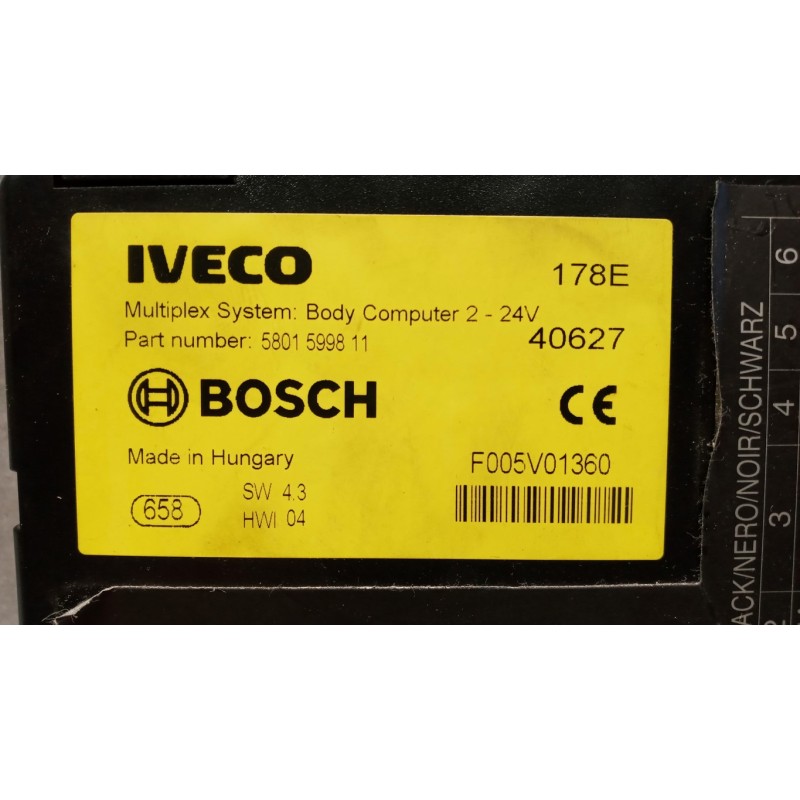 IVECO
178E
Multiplex System: Body Computer 2 - 24V
Part number: 5801 5998 11
40627
BOSCH
CE
Made in Hungary
F005V01360
658
SW 4.3
HWI 04
ACK/NERO/NOIR/SCHWARZ
2 3 4 5 6